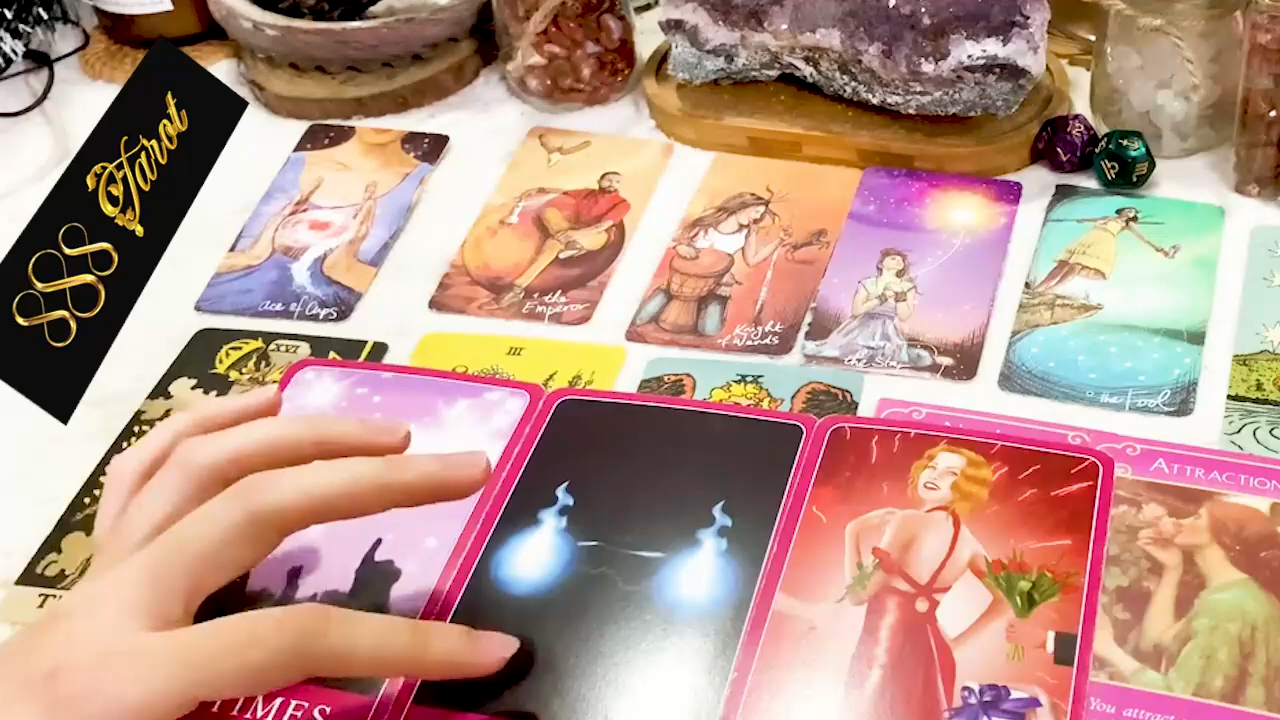 888 Tarot
ace of Cups
the
Emperor
Knight
of Wands
the Star
the Fool
XVI
III
ATTRACTION
TIMES
You attract